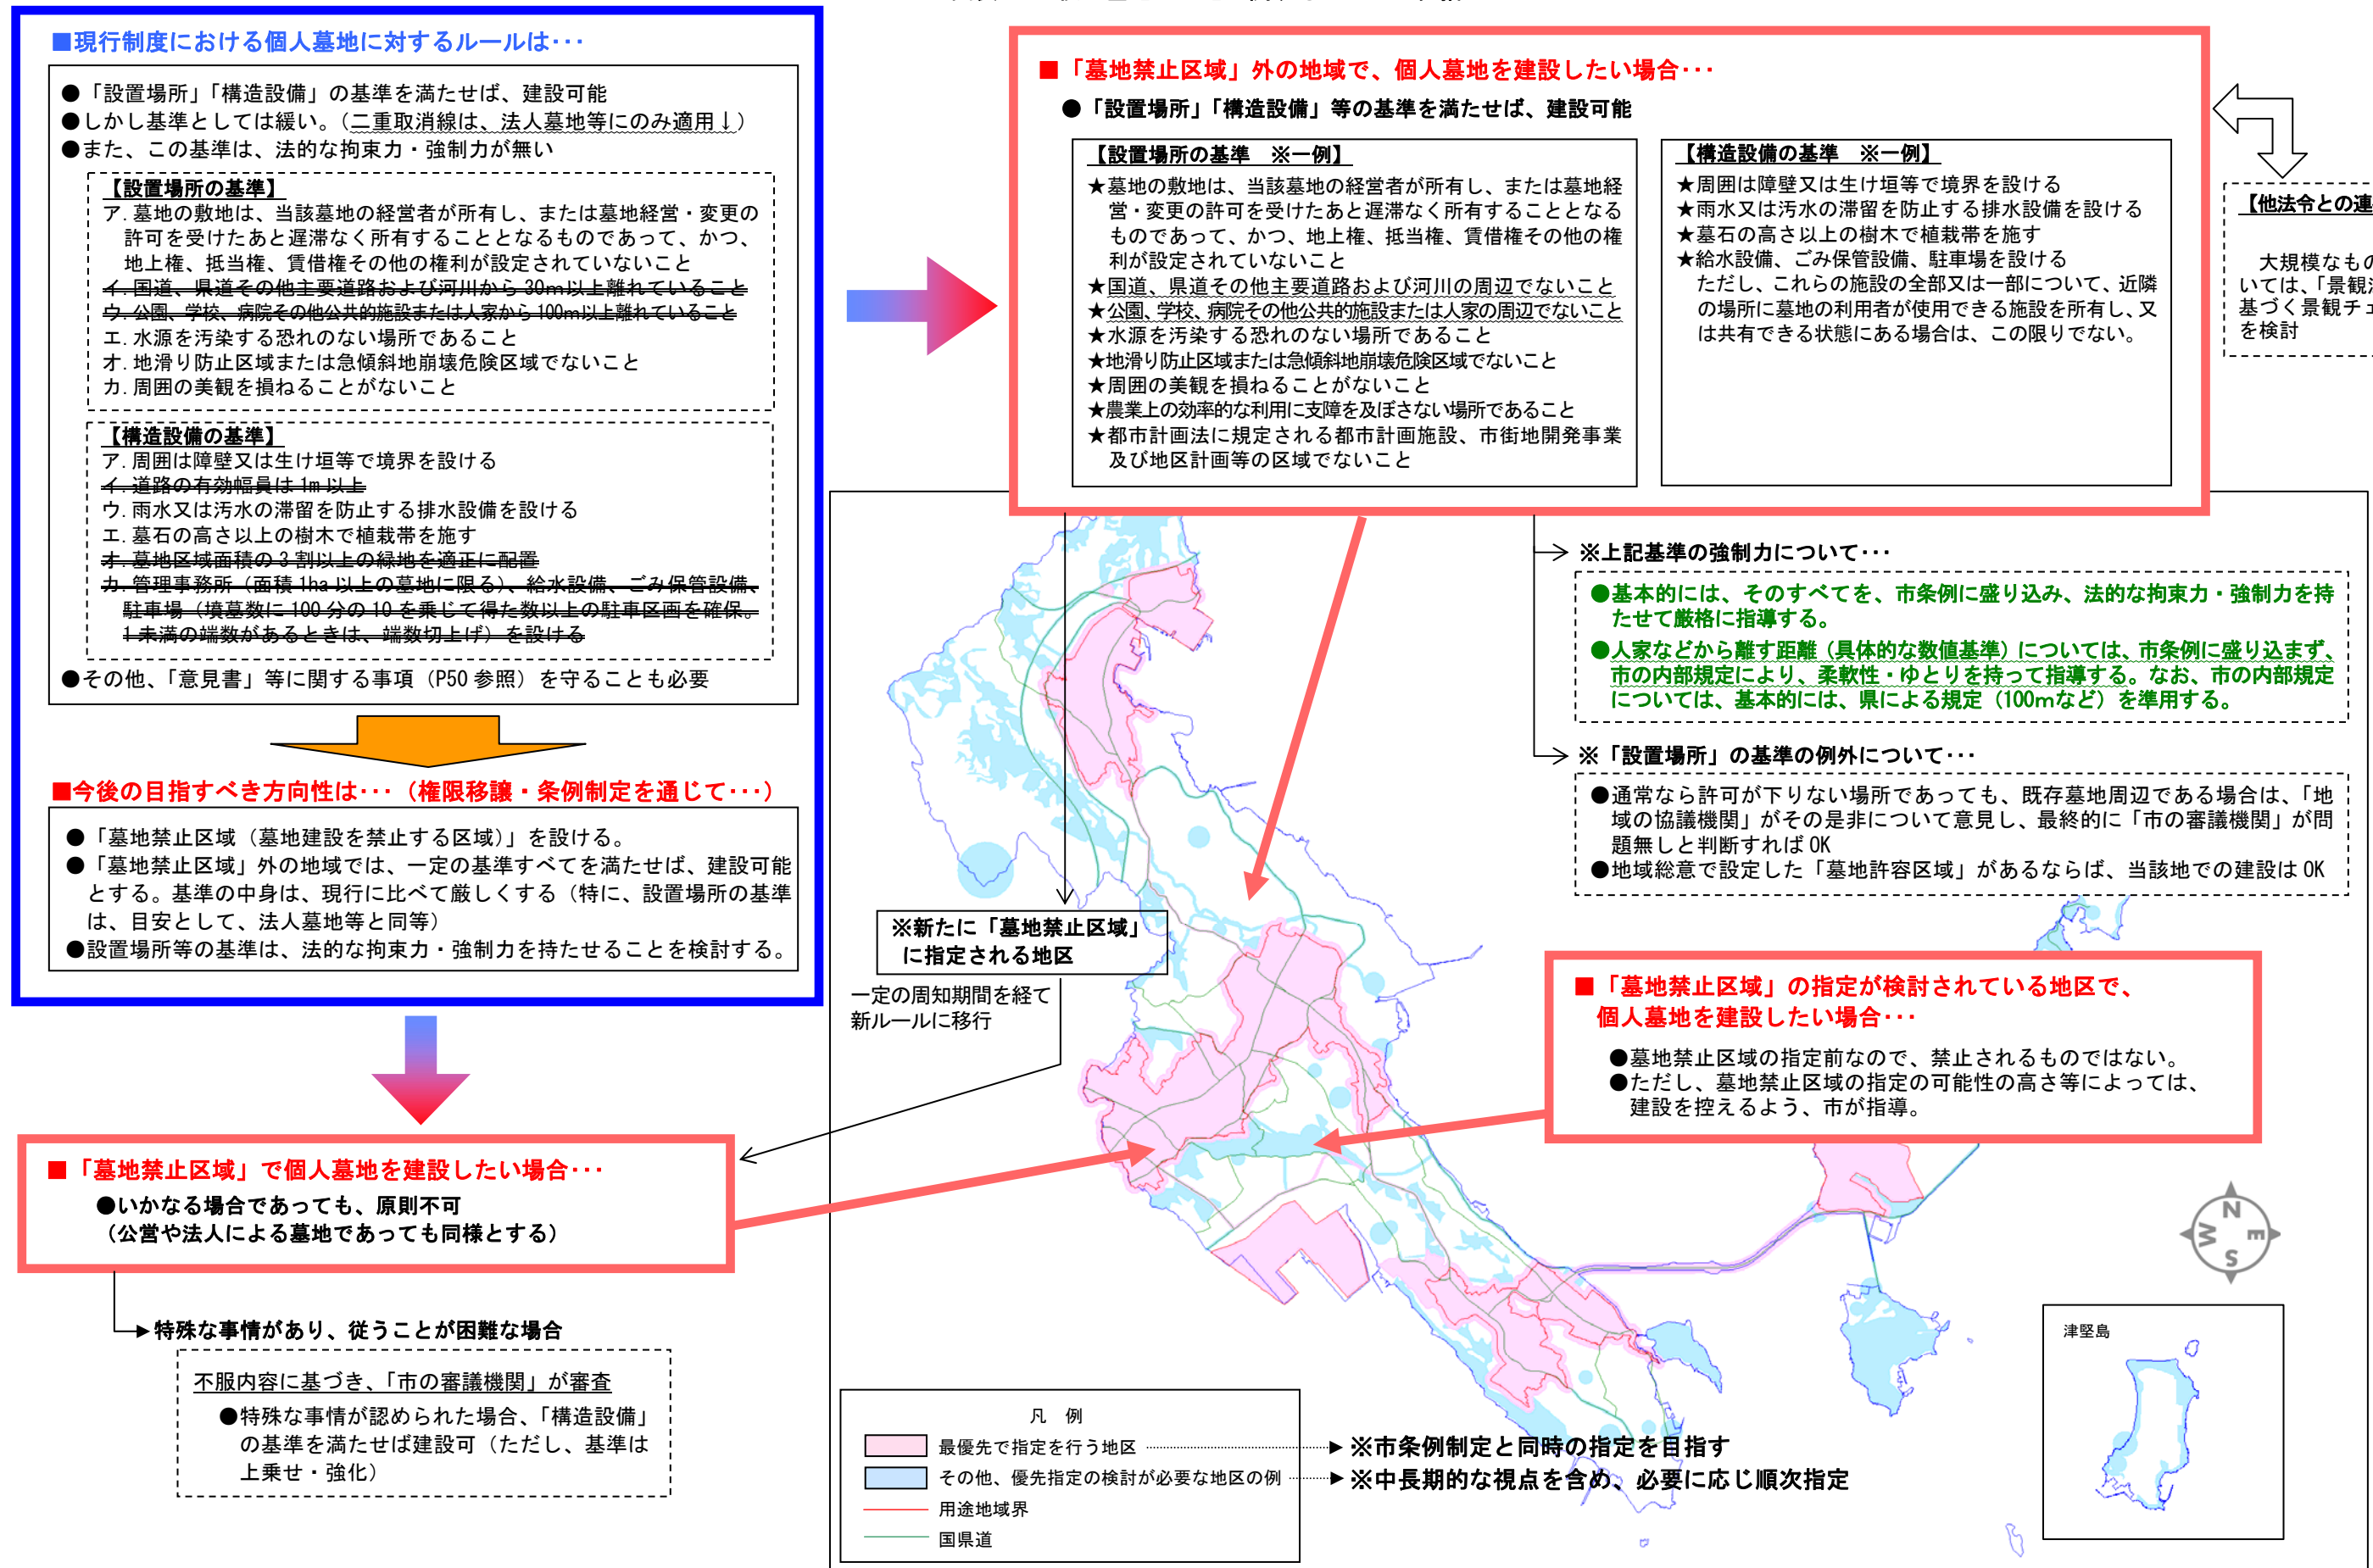 ■現行制度における個人墓地に対するルールは･･･
●「設置場所」「構造設備」の基準を満たせば、建設可能
●しかし基準としては緩い。（二重取消線は、法人墓地等にのみ適用↓）
●また、この基準は、法的な拘束力・強制力が無い
【設置場所の基準】
ア. 墓地の敷地は、当該墓地の経営者が所有し、または墓地経営・変更の
許可を受けたあと遅滞なく所有することとなるものであって、かつ、
地上権、抵当権、賃借権その他の権利が設定されていないこと
イ. 国道、県道その他主要道路および河川から 30m以上離れていること
ウ. 公園、学校、病院その他公共的施設または人家から 100m以上離れていること
エ. 水源を汚染する恐れのない場所であること
オ. 地滑り防止区域または急傾斜地崩壊危険区域でないこと
カ. 周囲の美観を損ねることがないこと
【構造設備の基準】
ア. 周囲は障壁又は生け垣等で境界を設ける
イ. 道路の有効幅員は 1m 以上
ウ. 雨水又は汚水の滞留を防止する排水設備を設ける
エ. 墓石の高さ以上の樹木で植栽帯を施す
オ. 墓地区域面積の 3 割以上の緑地を適正に配置
カ. 管理事務所（面積 1ha 以上の墓地に限る）、給水設備、ごみ保管設備、
駐車場（墳墓数に 100 分の 10 を乗じて得た数以上の駐車区画を確保。
1 未満の端数があるときは、端数切上げ）を設ける
●その他、「意見書」等に関する事項（P50 参照）を守ることも必要
■今後の目指すべき方向性は･･･（権限移譲・条例制定を通じて･･･）
●「墓地禁止区域（墓地建設を禁止する区域）」を設ける。
●「墓地禁止区域」外の地域では、一定の基準すべてを満たせば、建設可能
とする。基準の中身は、現行に比べて厳しくする（特に、設置場所の基準
は、目安として、法人墓地等と同等）
●設置場所等の基準は、法的な拘束力・強制力を持たせることを検討する。
■「墓地禁止区域」で個人墓地を建設したい場合･･･
●いかなる場合であっても、原則不可
（公営や法人による墓地であっても同様とする）
特殊な事情があり、従うことが困難な場合
不服内容に基づき、「市の審議機関」が審査
●特殊な事情が認められた場合、「構造設備」
の基準を満たせば建設可（ただし、基準は
上乗せ・強化）
■「墓地禁止区域」外の地域で、個人墓地を建設したい場合･･･
●「設置場所」「構造設備」等の基準を満たせば、建設可能
【設置場所の基準　※一例】
★墓地の敷地は、当該墓地の経営者が所有し、または墓地経
営・変更の許可を受けたあと遅滞なく所有することとなる
ものであって、かつ、地上権、抵当権、賃借権その他の権
利が設定されていないこと
★国道、県道その他主要道路および河川の周辺でないこと
★公園、学校、病院その他公共的施設または人家の周辺でないこと
★水源を汚染する恐れのない場所であること
★地滑り防止区域または急傾斜地崩壊危険区域でないこと
★周囲の美観を損ねることがないこと
★農業上の効率的な利用に支障を及ぼさない場所であること
★都市計画法に規定される都市計画施設、市街地開発事業
及び地区計画等の区域でないこと
【構造設備の基準　※一例】
★周囲は障壁又は生け垣等で境界を設ける
★雨水又は汚水の滞留を防止する排水設備を設ける
★墓石の高さ以上の樹木で植栽帯を施す
★給水設備、ごみ保管設備、駐車場を設ける
ただし、これらの施設の全部又は一部について、近隣
の場所に墓地の利用者が使用できる施設を所有し、又
は共有できる状態にある場合は、この限りでない。
【他法令との連
大規模なもの
いては、「景観
基づく景観チェ
を検討
※上記基準の強制力について･･･
●基本的には、そのすべてを、市条例に盛り込み、法的な拘束力・強制力を持
たせて厳格に指導する。
●人家などから離す距離（具体的な数値基準）については、市条例に盛り込まず、
市の内部規定により、柔軟性・ゆとりを持って指導する。なお、市の内部規定
については、基本的には、県による規定（100mなど）を準用する。
※「設置場所」の基準の例外について･･･
●通常なら許可が下りない場所であっても、既存墓地周辺である場合は、「地
域の協議機関」がその是非について意見し、最終的に「市の審議機関」が問
題無しと判断すれば OK
●地域総意で設定した「墓地許容区域」があるならば、当該地での建設は OK
※新たに「墓地禁止区域」
に指定される地区
一定の周知期間を経て
新ルールに移行
■「墓地禁止区域」の指定が検討されている地区で、
個人墓地を建設したい場合･･･
●墓地禁止区域の指定前なので、禁止されるものではない。
●ただし、墓地禁止区域の指定の可能性の高さ等によっては、
建設を控えるよう、市が指導。
N
E
S
W
津堅島
凡　例
最優先で指定を行う地区
※市条例制定と同時の指定を目指す
その他、優先指定の検討が必要な地区の例
※中長期的な視点を含め、必要に応じ順次指定
用途地域界
国県道